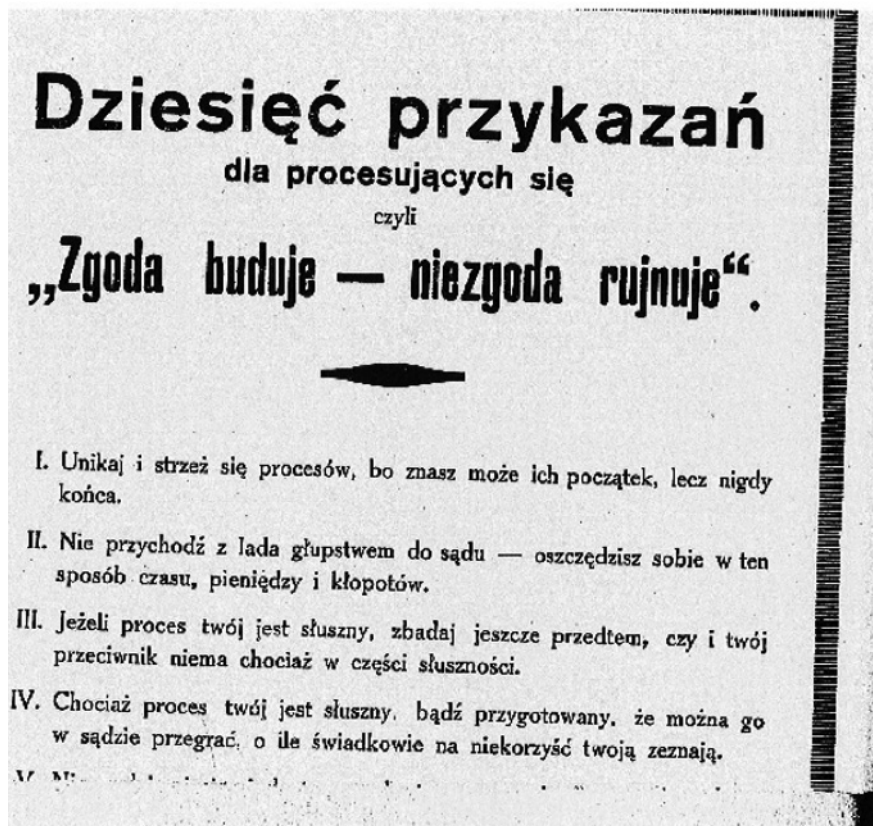 Dziesięć przykazań
dla procesujących się
czyli
„Zgoda buduje — niezgoda rujnuje“.
I. Unikaj i strzeż się procesów, bo znasz może ich początek, lecz nigdy
końca.
II. Nie przychodź z lada głupstwem do sądu — oszczędzisz sobie w ten
sposób czasu, pieniędzy i kłopotów.
III. Jeżeli proces twój jest słuszny, zbadaj jeszcze przedtem, czy i twój
przeciwnik niema chociaż w części słuszności.
IV. Chociaż proces twój jest słuszny, bądź przygotowany, że można go
w sądzie przegrać, o ile świadkowie na niekorzyść twoją zeznają.
V.